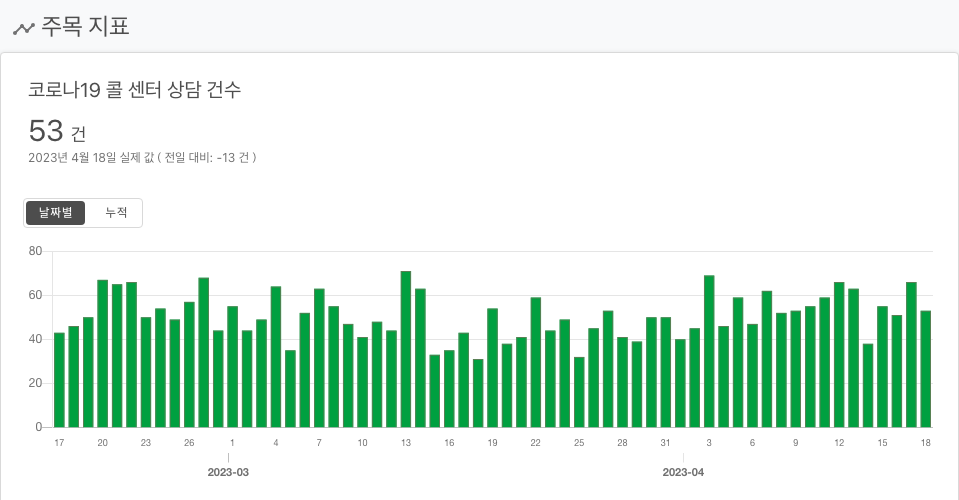 주목 지표
코로나19 콜 센터 상담 건수
53 건
2023년 4월 18일 실제 값 ( 전일 대비: -13 건 )
날짜별 누적
80
60
40
20
0
17 20 23 26 1 4 7 10 13 16 19 22 25 28 31 3 6 9 12 15 18
2023-03 2023-04